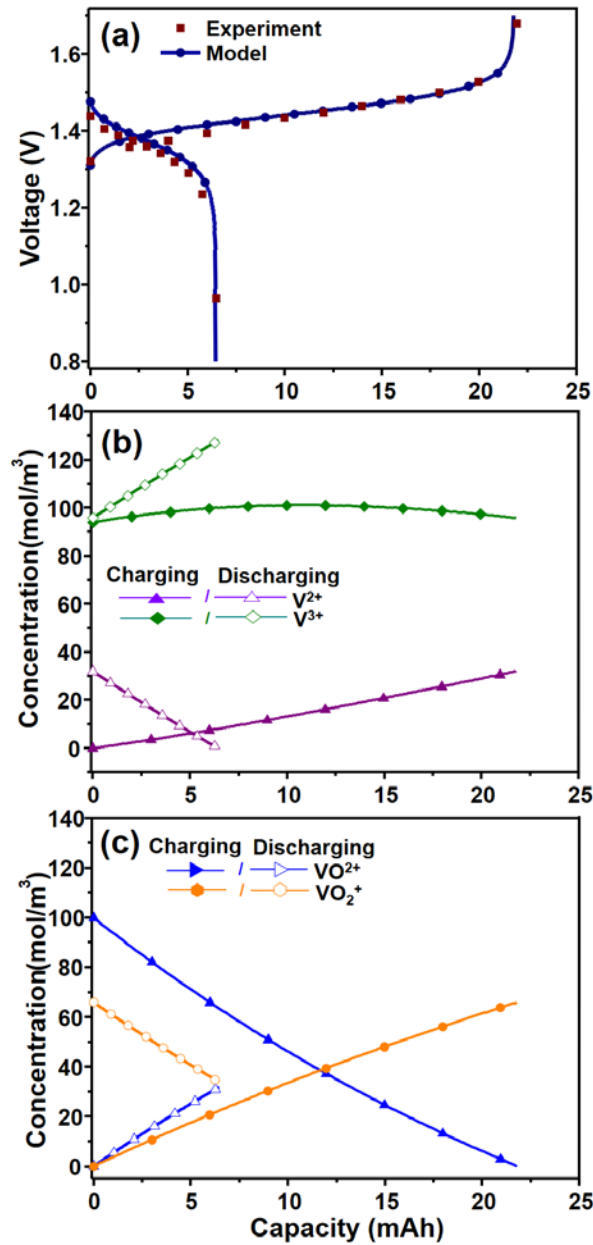 (a)
Experiment
Model
Voltage (V)
1.6
1.4
1.2
1.0
0.8
0 5 10 15 20 25
(b)
Concentration(mol/m³)
140
120
100
80
60
40
20
0
Charging / Discharging
/ V²⁺
/ V³⁺
0 5 10 15 20 25
(c)
Concentration(mol/m³)
140
120
100
80
60
40
20
0
Charging / Discharging
/ VO²⁺
/ VO₂⁺
0 5 10 15 20 25
Capacity (mAh)